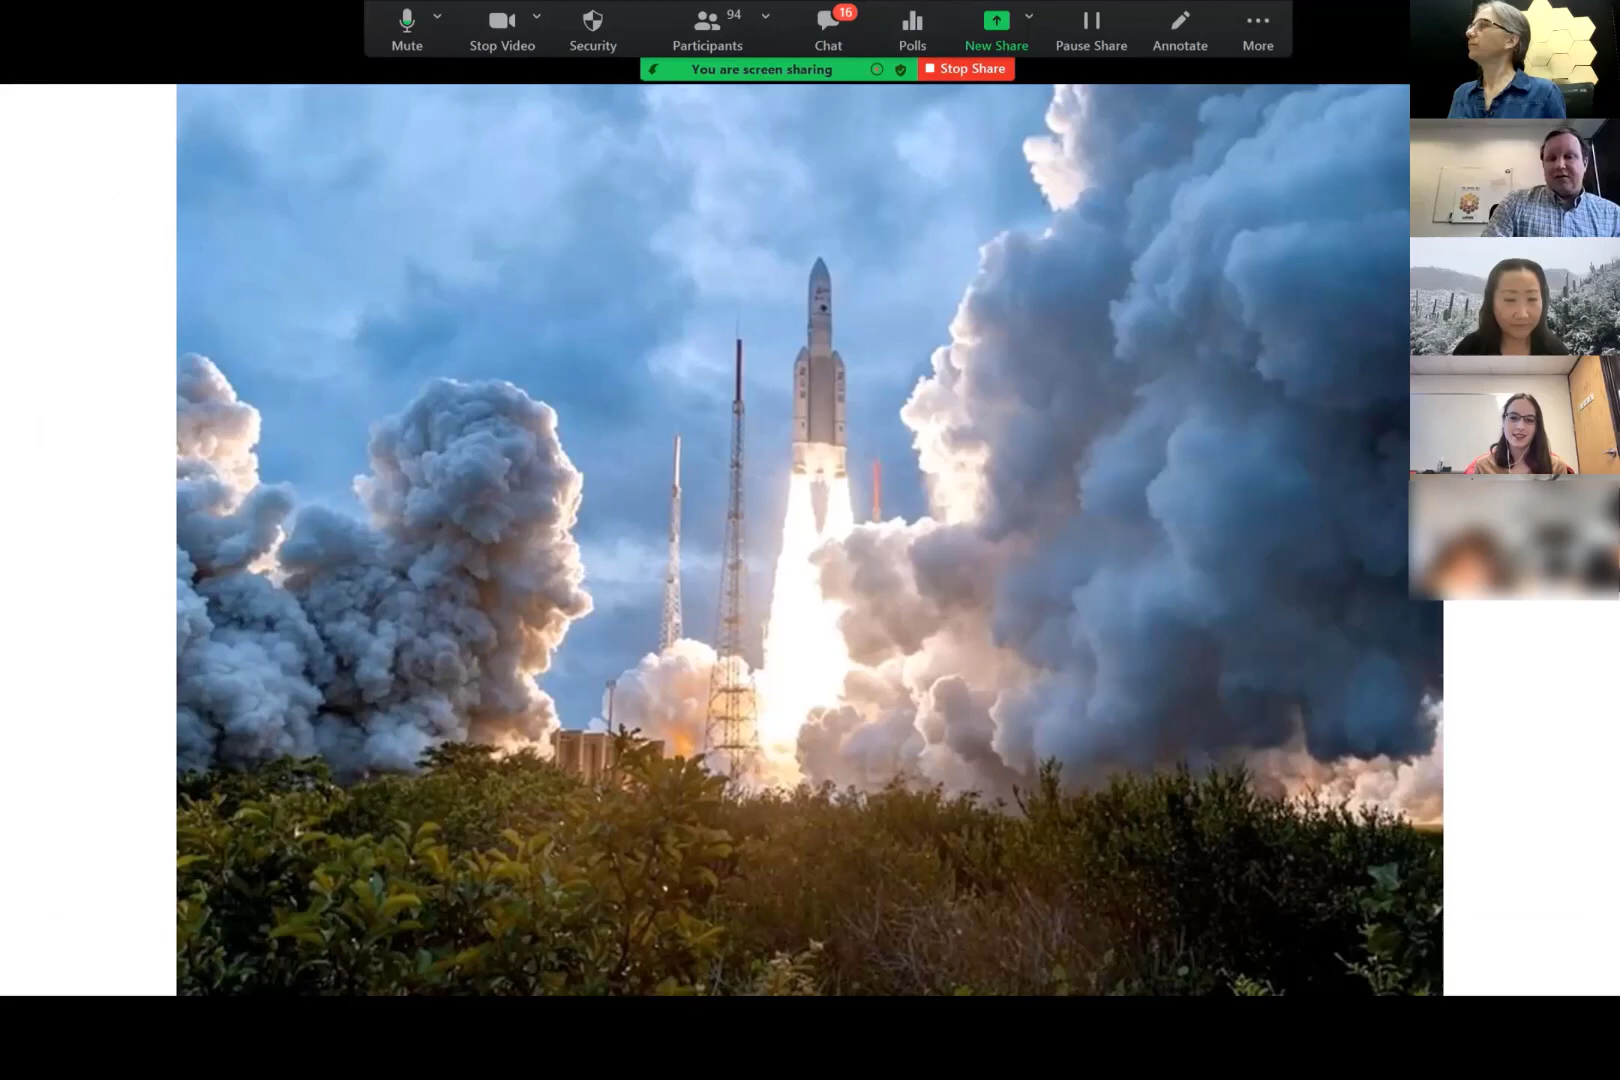 94
16
Mute
Stop Video
Security
Participants
Chat
Polls
New Share
Pause Share
Annotate
More
You are screen sharing
Stop Share